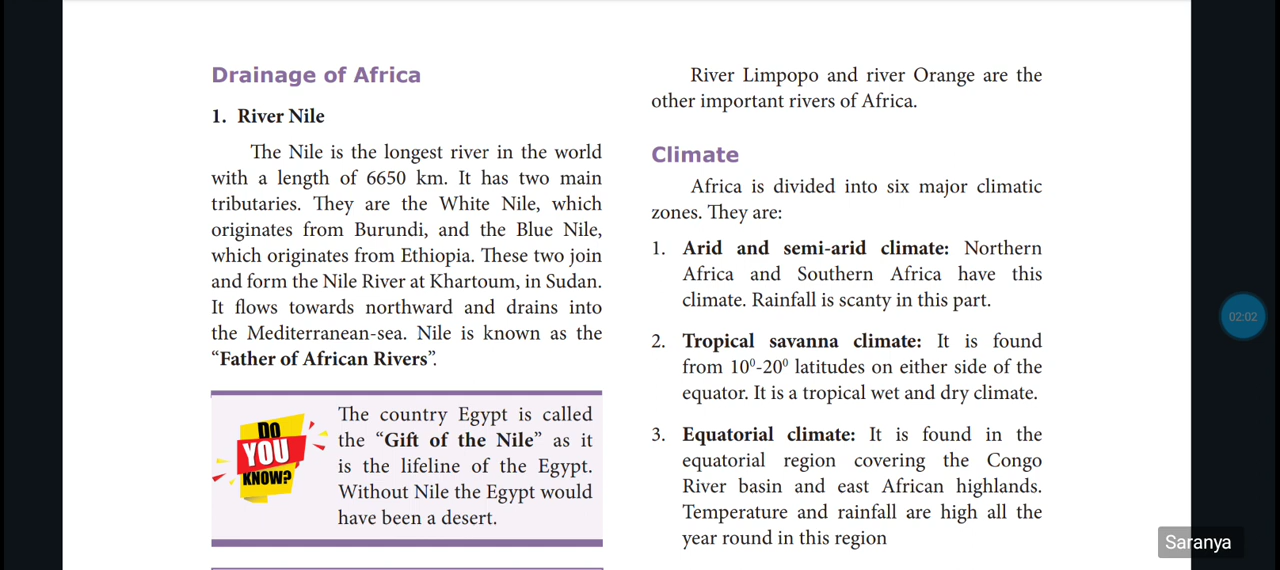 Drainage of Africa
1. River Nile
The Nile is the longest river in the world
with a length of 6650 km. It has two main
tributaries. They are the White Nile, which
originates from Burundi, and the Blue Nile,
which originates from Ethiopia. These two join
and form the Nile River at Khartoum, in Sudan.
It flows towards northward and drains into
the Mediterranean-sea. Nile is known as the
“Father of African Rivers”.
DO
YOU
KNOW?
The country Egypt is called
the “Gift of the Nile” as it
is the lifeline of the Egypt.
Without Nile the Egypt would
have been a desert.
River Limpopo and river Orange are the
other important rivers of Africa.
Climate
Africa is divided into six major climatic
zones. They are:
1. Arid and semi-arid climate: Northern
Africa and Southern Africa have this
climate. Rainfall is scanty in this part.
2. Tropical savanna climate: It is found
from 10⁰-20⁰ latitudes on either side of the
equator. It is a tropical wet and dry climate.
3. Equatorial climate: It is found in the
equatorial region covering the Congo
River basin and east African highlands.
Temperature and rainfall are high all the
year round in this region
02:02
Saranya